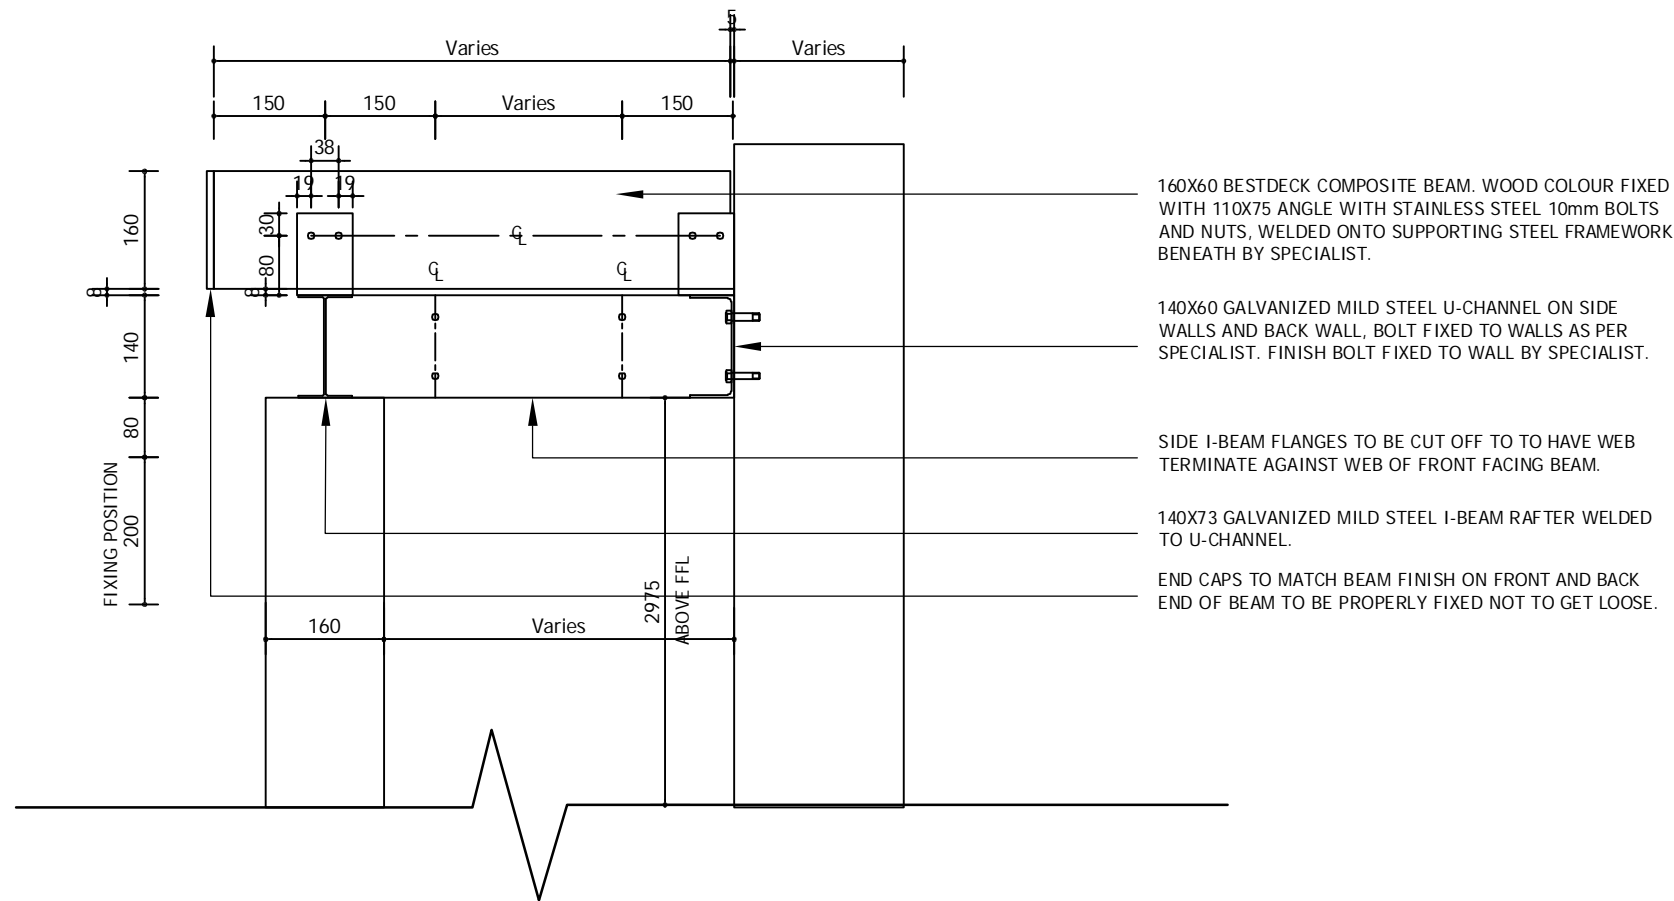 5
Varies
Varies
150
150
Varies
150
38
19
19
160
30
80
8
8
140
80
200
FIXING POSITION
CL
CL
CL
160X60 BESTDECK COMPOSITE BEAM. WOOD COLOUR FIXED
WITH 110X75 ANGLE WITH STAINLESS STEEL 10mm BOLTS
AND NUTS, WELDED ONTO SUPPORTING STEEL FRAMEWORK
BENEATH BY SPECIALIST.
140X60 GALVANIZED MILD STEEL U-CHANNEL ON SIDE
WALLS AND BACK WALL, BOLT FIXED TO WALLS AS PER
SPECIALIST. FINISH BOLT FIXED TO WALL BY SPECIALIST.
SIDE I-BEAM FLANGES TO BE CUT OFF TO TO HAVE WEB
TERMINATE AGAINST WEB OF FRONT FACING BEAM.
140X73 GALVANIZED MILD STEEL I-BEAM RAFTER WELDED
TO U-CHANNEL.
END CAPS TO MATCH BEAM FINISH ON FRONT AND BACK
END OF BEAM TO BE PROPERLY FIXED NOT TO GET LOOSE.
2975
ABOVE FFL
160
Varies